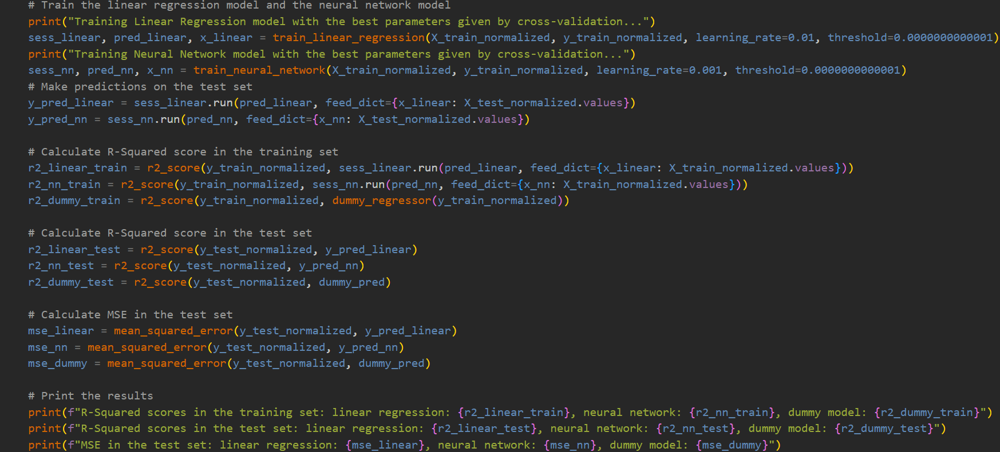 # Train the linear regression model and the neural network model
print("Training Linear Regression model with the best parameters given by cross-validation...")
sess_linear, pred_linear, x_linear = train_linear_regression(X_train_normalized, y_train_normalized, learning_rate=0.01, threshold=0.0000000000001)
print("Training Neural Network model with the best parameters given by cross-validation...")
sess_nn, pred_nn, x_nn = train_neural_network(X_train_normalized, y_train_normalized, learning_rate=0.001, threshold=0.0000000000001)
# Make predictions on the test set
y_pred_linear = sess_linear.run(pred_linear, feed_dict={x_linear: X_test_normalized.values})
y_pred_nn = sess_nn.run(pred_nn, feed_dict={x_nn: X_test_normalized.values})
# Calculate R-Squared score in the training set
r2_linear_train = r2_score(y_train_normalized, sess_linear.run(pred_linear, feed_dict={x_linear: X_train_normalized.values}))
r2_nn_train = r2_score(y_train_normalized, sess_nn.run(pred_nn, feed_dict={x_nn: X_train_normalized.values}))
r2_dummy_train = r2_score(y_train_normalized, dummy_regressor(y_train_normalized))
# Calculate R-Squared score in the test set
r2_linear_test = r2_score(y_test_normalized, y_pred_linear)
r2_nn_test = r2_score(y_test_normalized, y_pred_nn)
r2_dummy_test = r2_score(y_test_normalized, dummy_pred)
# Calculate MSE in the test set
mse_linear = mean_squared_error(y_test_normalized, y_pred_linear)
mse_nn = mean_squared_error(y_test_normalized, y_pred_nn)
mse_dummy = mean_squared_error(y_test_normalized, dummy_pred)
# Print the results
print(f"R-Squared scores in the training set: linear regression: {r2_linear_train}, neural network: {r2_nn_train}, dummy model: {r2_dummy_train}")
print(f"R-Squared scores in the test set: linear regression: {r2_linear_test}, neural network: {r2_nn_test}, dummy model: {r2_dummy_test}")
print(f"MSE in the test set: linear regression: {mse_linear}, neural network: {mse_nn}, dummy model: {mse_dummy}")